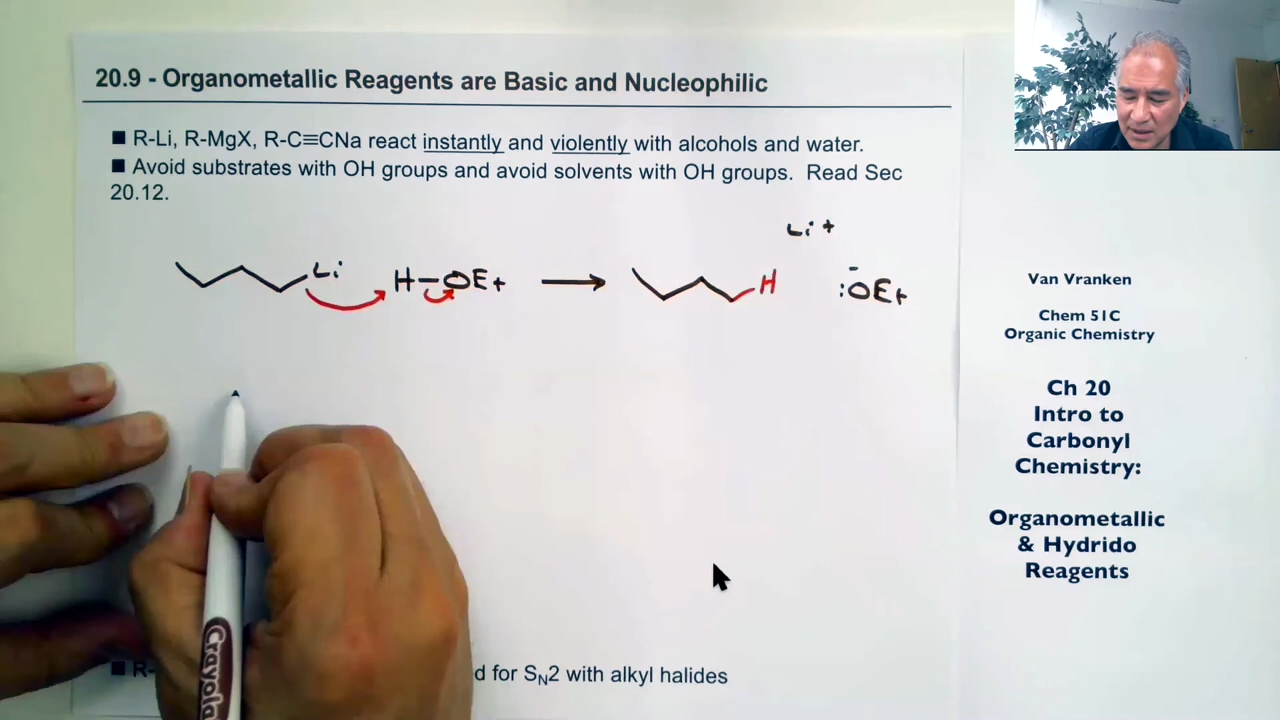 20.9 - Organometallic Reagents are Basic and Nucleophilic
■ R-Li, R-MgX, R-C≡CNa react instantly and violently with alcohols and water.
■ Avoid substrates with OH groups and avoid solvents with OH groups. Read Sec
20.12.
Li +
Li H–OEt → H :ŌEt
Van Vranken
Chem 51C
Organic Chemistry
Ch 20
Intro to
Carbonyl
Chemistry:
Organometallic
& Hydrido
Reagents
■ R- d for SN2 with alkyl halides
Crayola